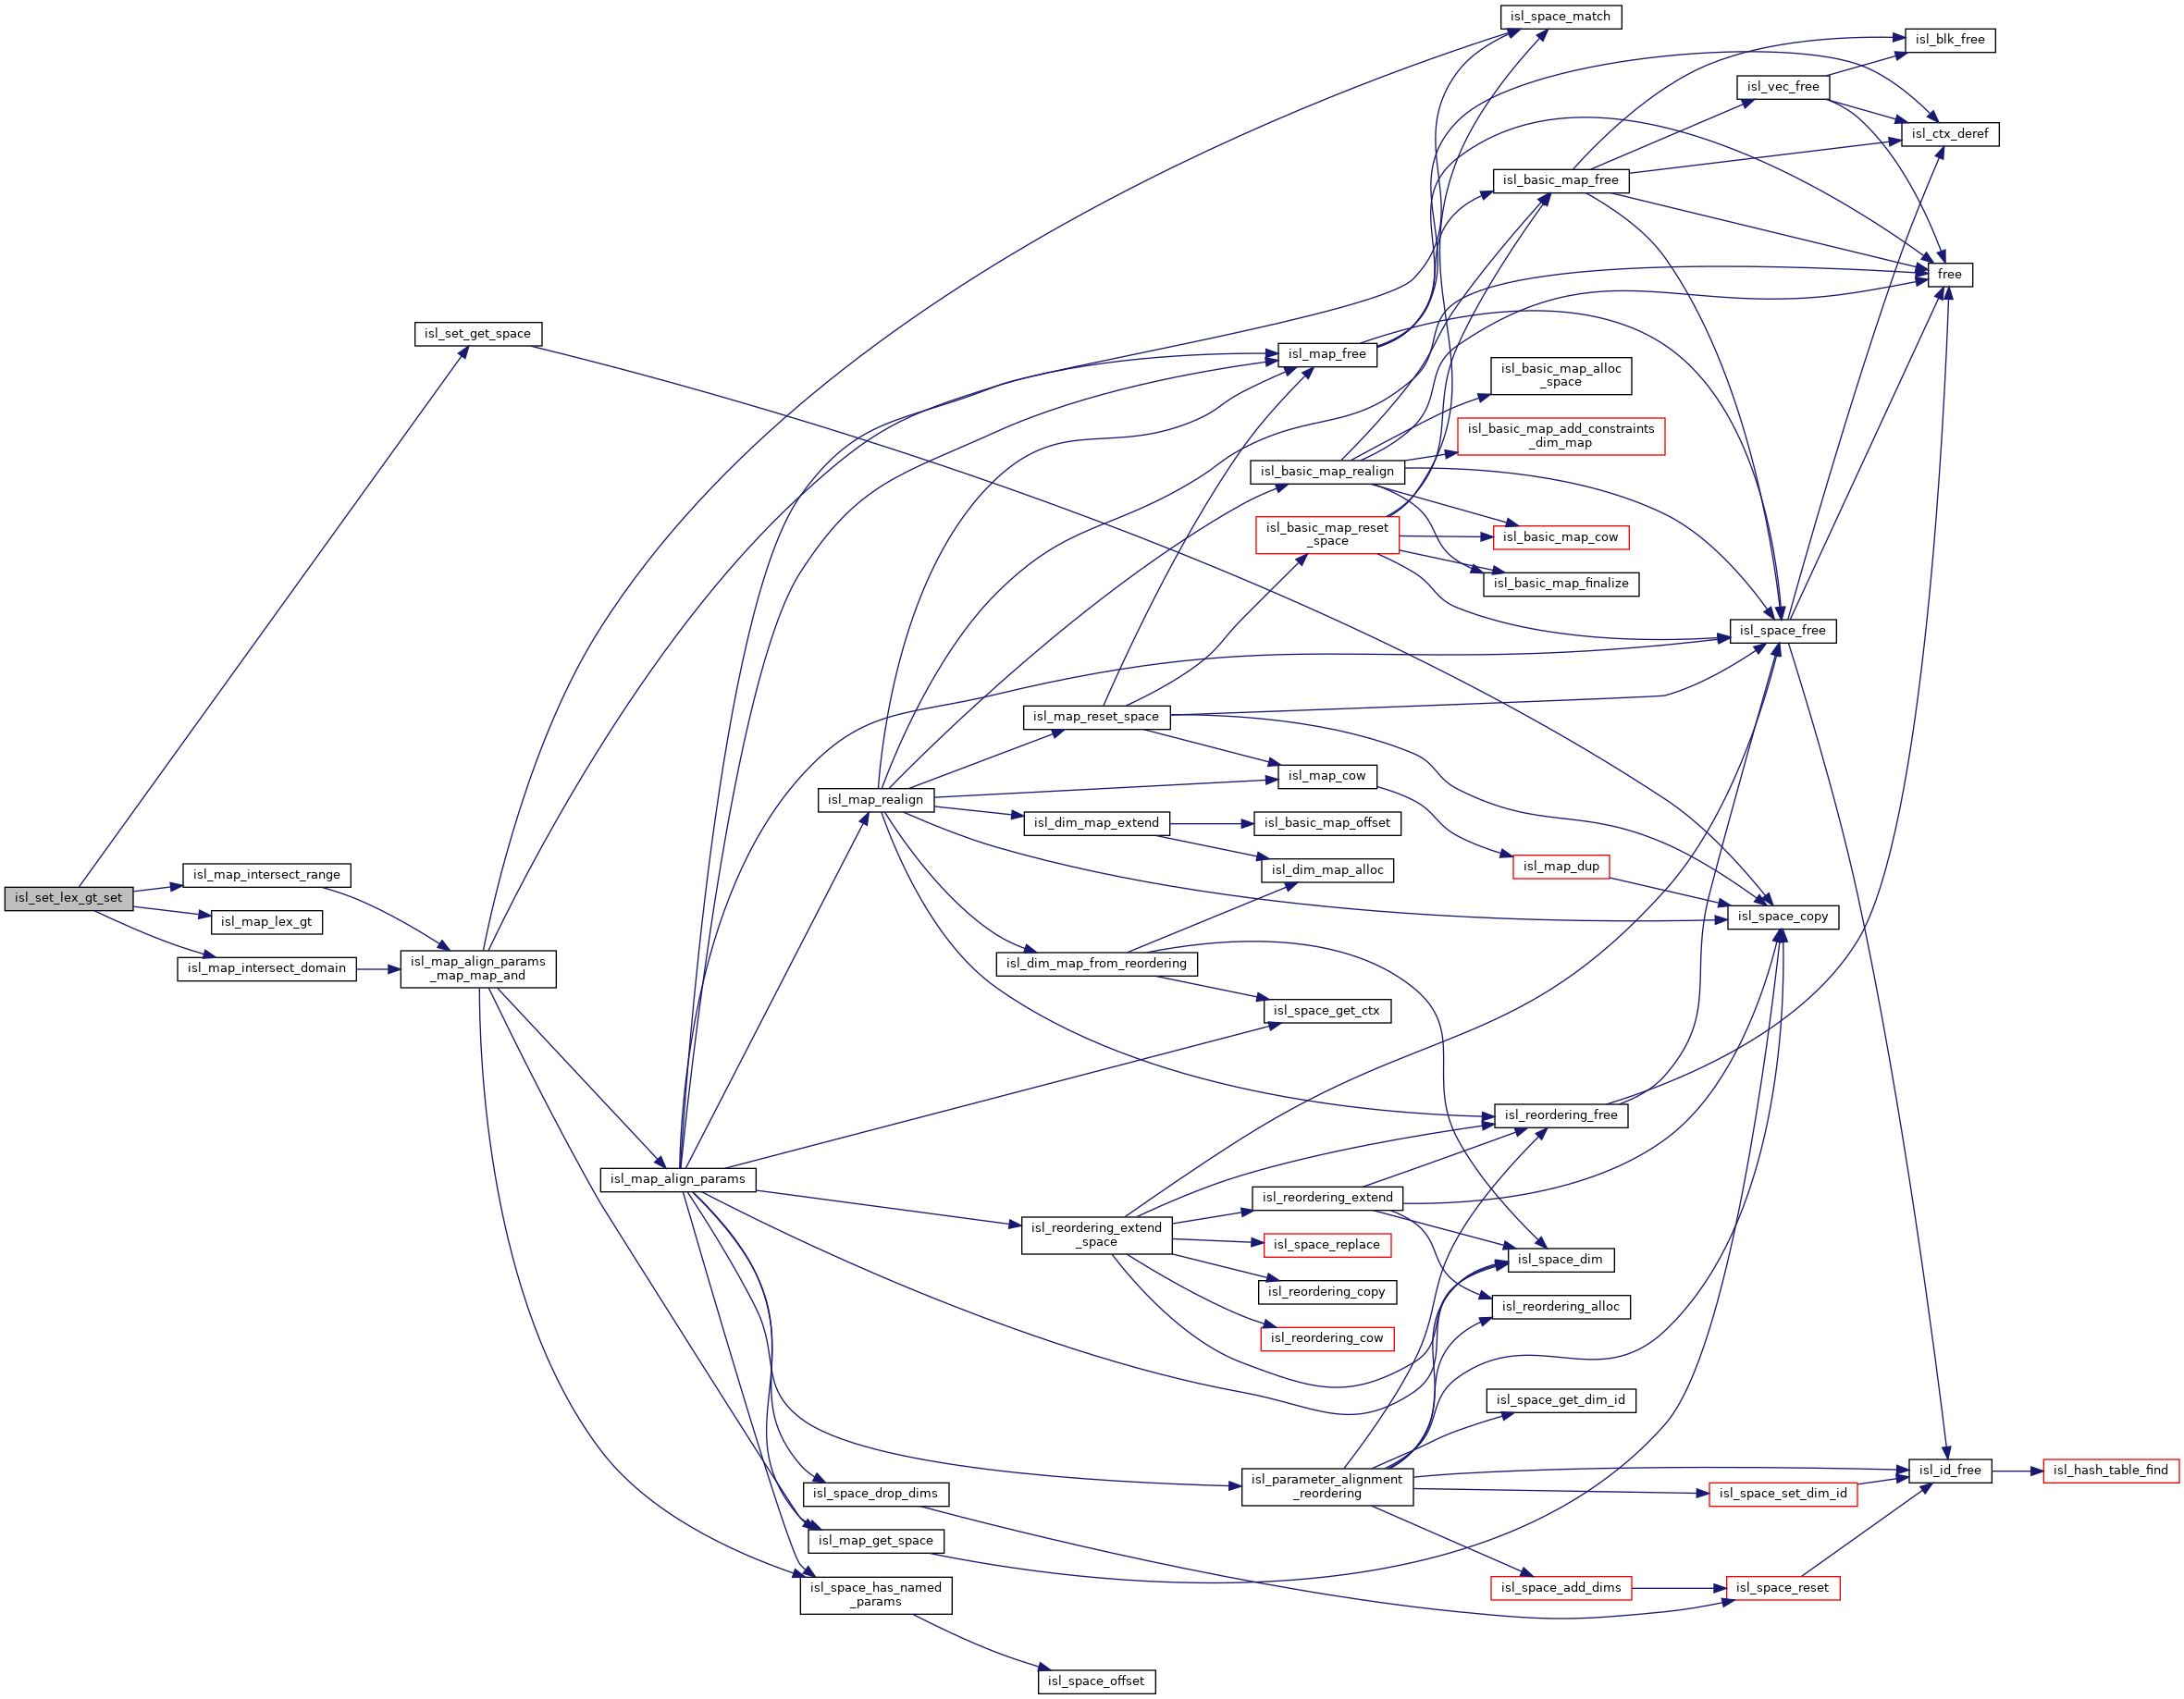 isl_space_match
isl_blk_free
isl_vec_free
isl_ctx_deref
isl_basic_map_free
free
isl_set_get_space
isl_map_free
isl_basic_map_alloc
_space
isl_basic_map_add_constraints
_dim_map
isl_basic_map_realign
isl_basic_map_reset
_space
isl_basic_map_cow
isl_basic_map_finalize
isl_space_free
isl_map_reset_space
isl_map_cow
isl_map_realign
isl_dim_map_extend
isl_basic_map_offset
isl_dim_map_alloc
isl_map_dup
isl_map_intersect_range
isl_set_lex_gt_set
isl_map_lex_gt
isl_space_copy
isl_map_intersect_domain
isl_map_align_params
_map_map_and
isl_dim_map_from_reordering
isl_space_get_ctx
isl_reordering_free
isl_map_align_params
isl_reordering_extend
isl_reordering_extend
_space
isl_space_replace
isl_space_dim
isl_reordering_copy
isl_reordering_alloc
isl_reordering_cow
isl_space_get_dim_id
isl_parameter_alignment
_reordering
isl_id_free
isl_hash_table_find
isl_space_drop_dims
isl_space_set_dim_id
isl_map_get_space
isl_space_has_named
_params
isl_space_add_dims
isl_space_reset
isl_space_offset